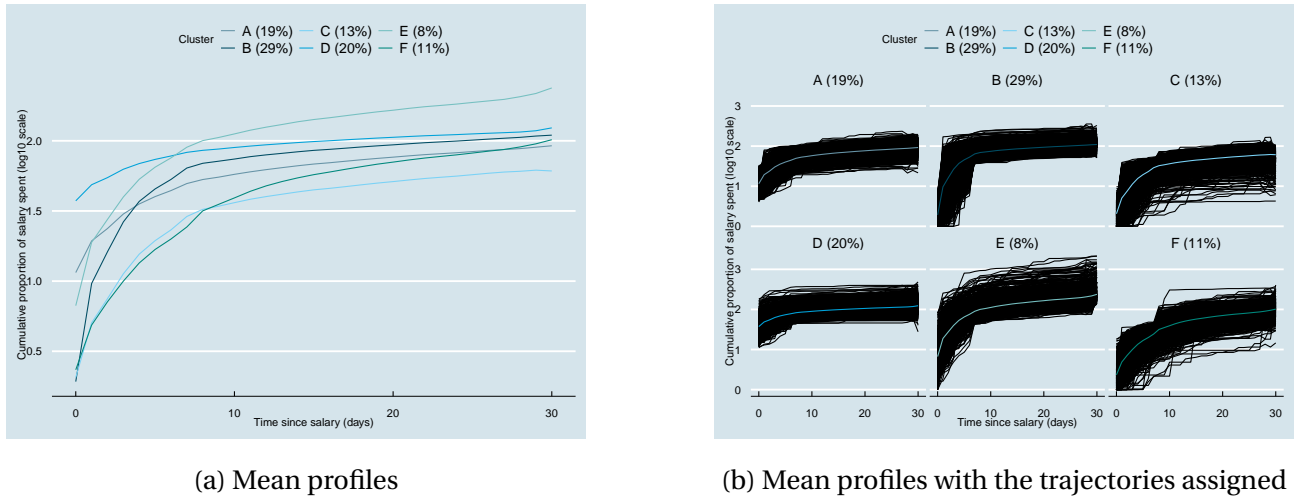 Cluster
A (19%) C (13%) E (8%)
B (29%) D (20%) F (11%)
Cumulative proportion of salary spent (log10 scale)
2.0
1.5
1.0
0.5
0 10 20 30
Time since salary (days)
(a) Mean profiles
Cluster
A (19%) C (13%) E (8%)
B (29%) D (20%) F (11%)
A (19%) B (29%) C (13%)
Cumulative proportion of salary spent (log10 scale)
3
2
1
0
D (20%) E (8%) F (11%)
3
2
1
0
0 10 20 30 0 10 20 30 0 10 20 30
Time since salary (days)
(b) Mean profiles with the trajectories assigned